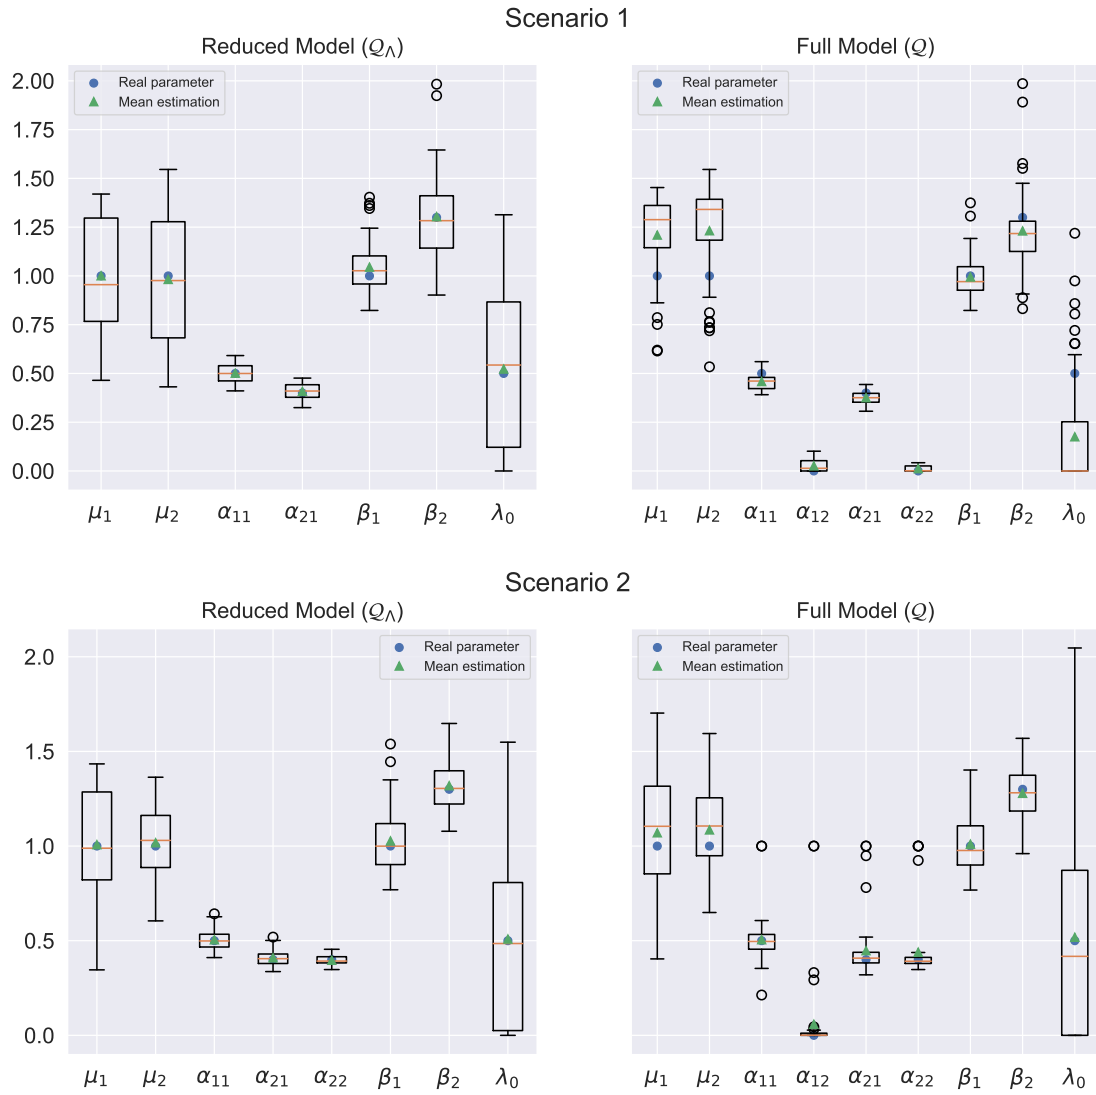 Scenario 1
Reduced Model (𝒬_Λ)
Full Model (𝒬)
Real parameter
Mean estimation
Real parameter
Mean estimation
2.00
1.75
1.50
1.25
1.00
0.75
0.50
0.25
0.00
μ₁ μ₂ α₁₁ α₂₁ β₁ β₂ λ₀
μ₁ μ₂ α₁₁ α₁₂ α₂₁ α₂₂ β₁ β₂ λ₀
Scenario 2
Reduced Model (𝒬_Λ)
Full Model (𝒬)
Real parameter
Mean estimation
Real parameter
Mean estimation
2.0
1.5
1.0
0.5
0.0
μ₁ μ₂ α₁₁ α₂₁ α₂₂ β₁ β₂ λ₀
μ₁ μ₂ α₁₁ α₁₂ α₂₁ α₂₂ β₁ β₂ λ₀